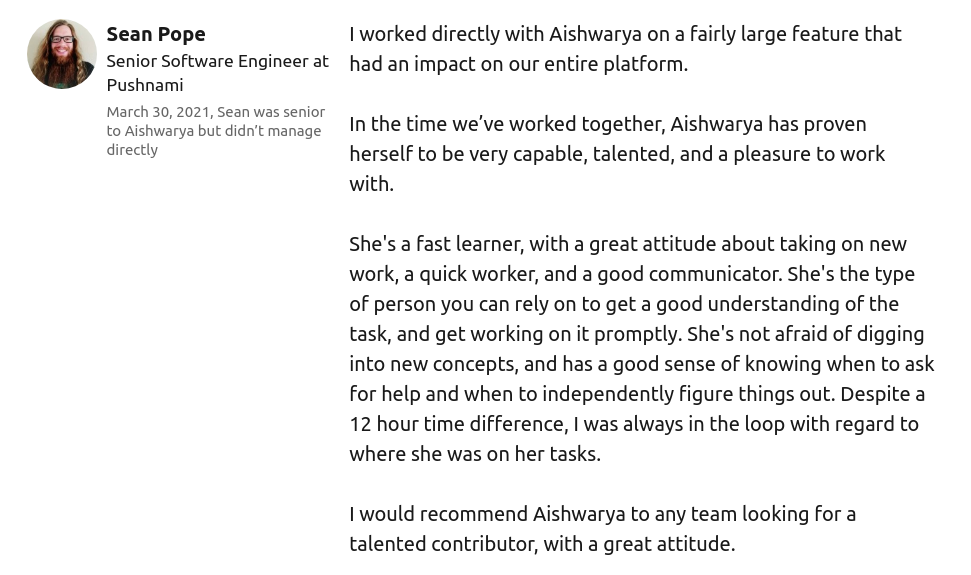 Sean Pope
Senior Software Engineer at
Pushnami
March 30, 2021, Sean was senior
to Aishwarya but didn’t manage
directly
I worked directly with Aishwarya on a fairly large feature that
had an impact on our entire platform.
In the time we’ve worked together, Aishwarya has proven
herself to be very capable, talented, and a pleasure to work
with.
She's a fast learner, with a great attitude about taking on new
work, a quick worker, and a good communicator. She's the type
of person you can rely on to get a good understanding of the
task, and get working on it promptly. She's not afraid of digging
into new concepts, and has a good sense of knowing when to ask
for help and when to independently figure things out. Despite a
12 hour time difference, I was always in the loop with regard to
where she was on her tasks.
I would recommend Aishwarya to any team looking for a
talented contributor, with a great attitude.